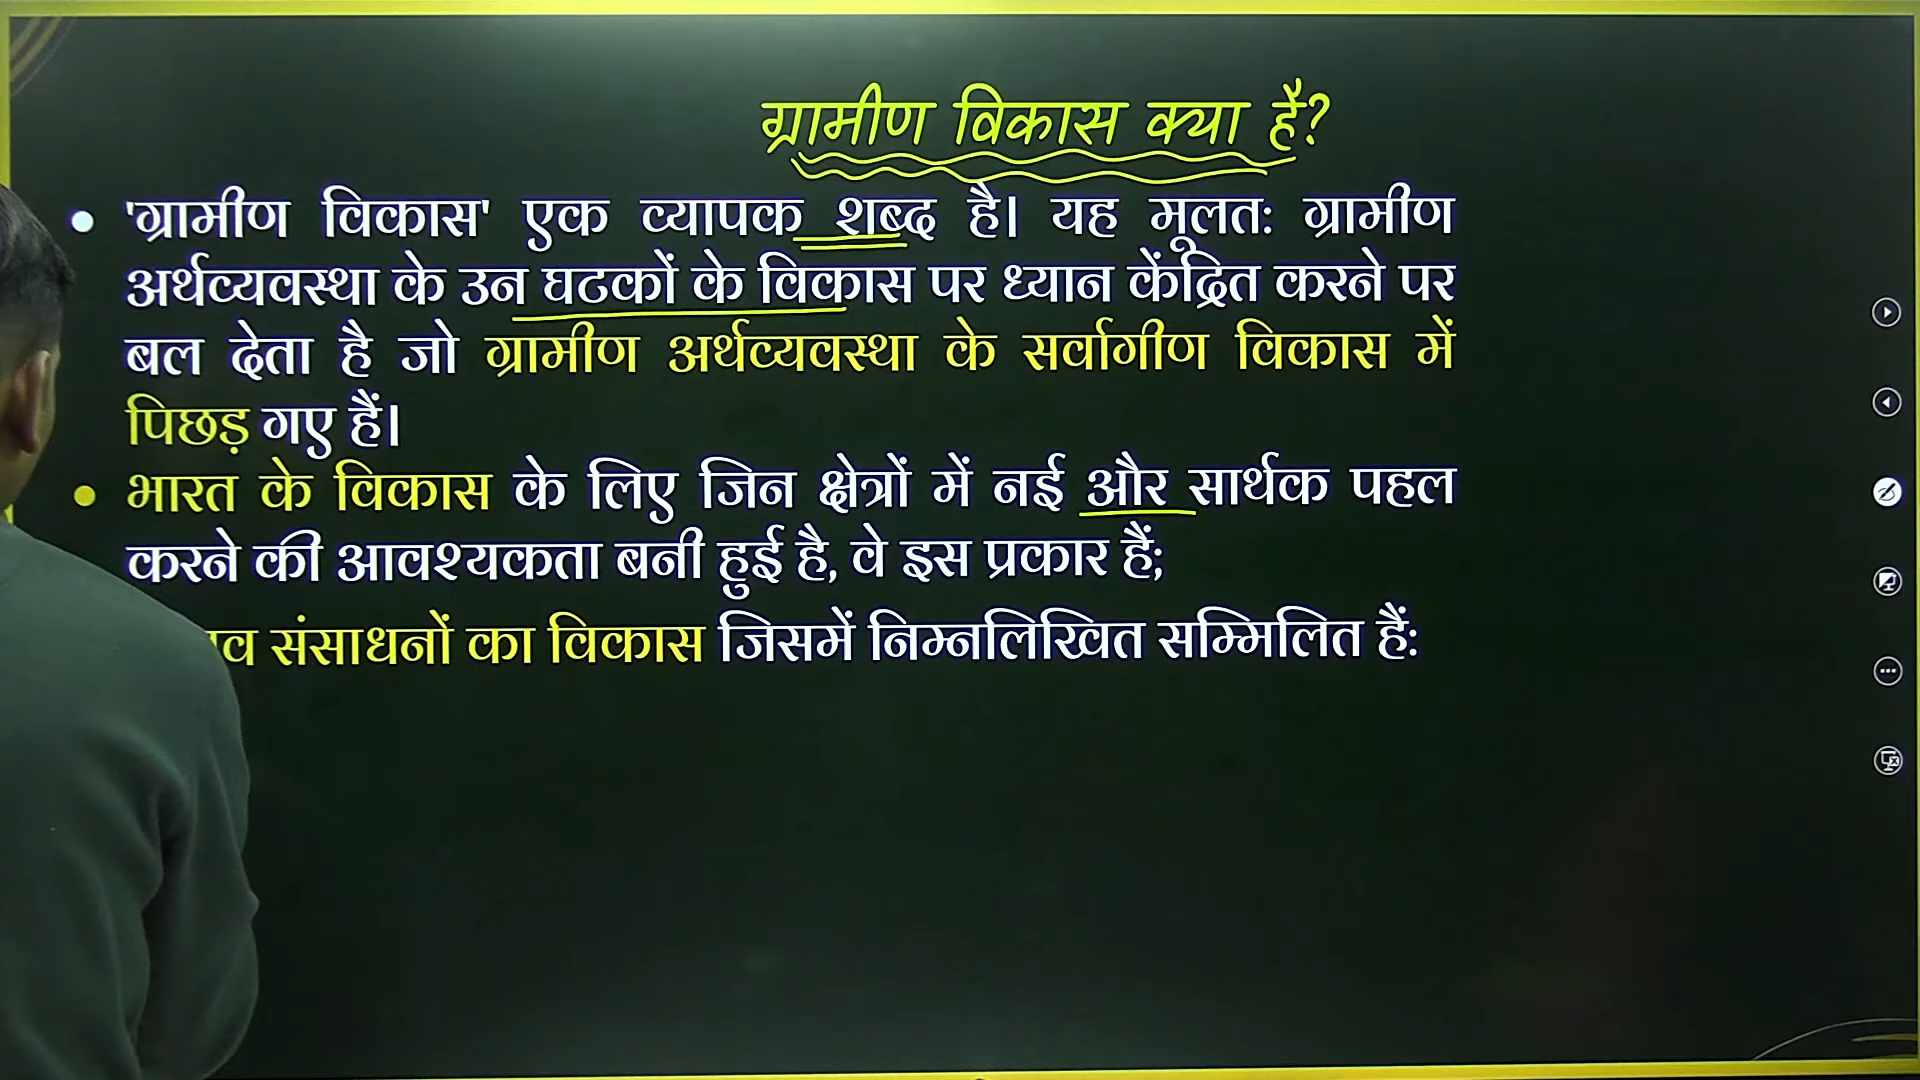 ग्रामीण विकास क्या है?
'ग्रामीण विकास' एक व्यापक शब्द है। यह मूलतः ग्रामीण
अर्थव्यवस्था के उन घटकों के विकास पर ध्यान केंद्रित करने पर
बल देता है जो ग्रामीण अर्थव्यवस्था के सर्वागीण विकास में
पिछड़ गए हैं।
भारत के विकास के लिए जिन क्षेत्रों में नई और सार्थक पहल
करने की आवश्यकता बनी हुई है, वे इस प्रकार हैं;
संसाधनों का विकास जिसमें निम्नलिखित सम्मिलित हैं: